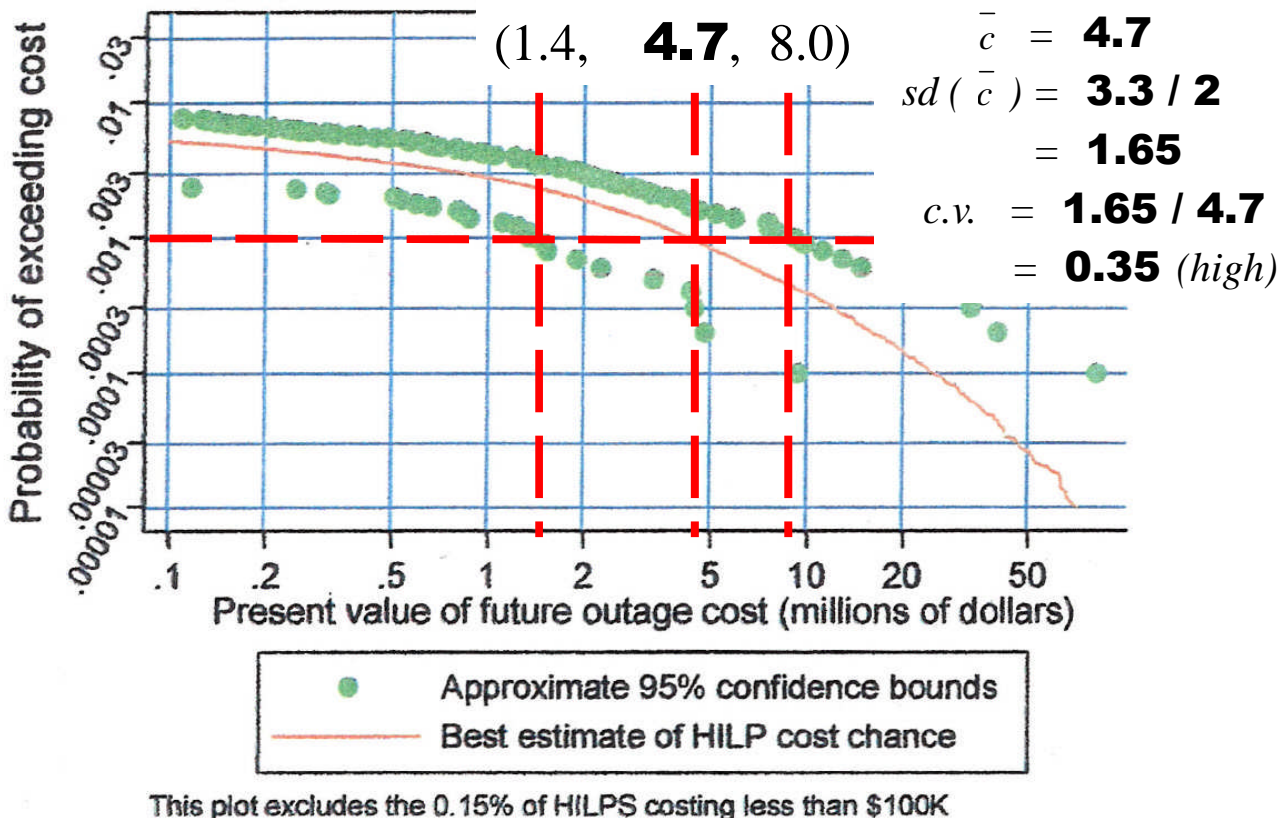 (1.4, 4.7, 8.0)
c̄ = 4.7
sd ( c̄ ) = 3.3 / 2
= 1.65
c.v. = 1.65 / 4.7
= 0.35 (high)
Probability of exceeding cost
.03
.01
.003
.001
.0003
.0001
.00003
.00001
.1 .2 .5 1 2 5 10 20 50
Present value of future outage cost (millions of dollars)
Approximate 95% confidence bounds
Best estimate of HILP cost chance
This plot excludes the 0.15% of HILPS costing less than $100K